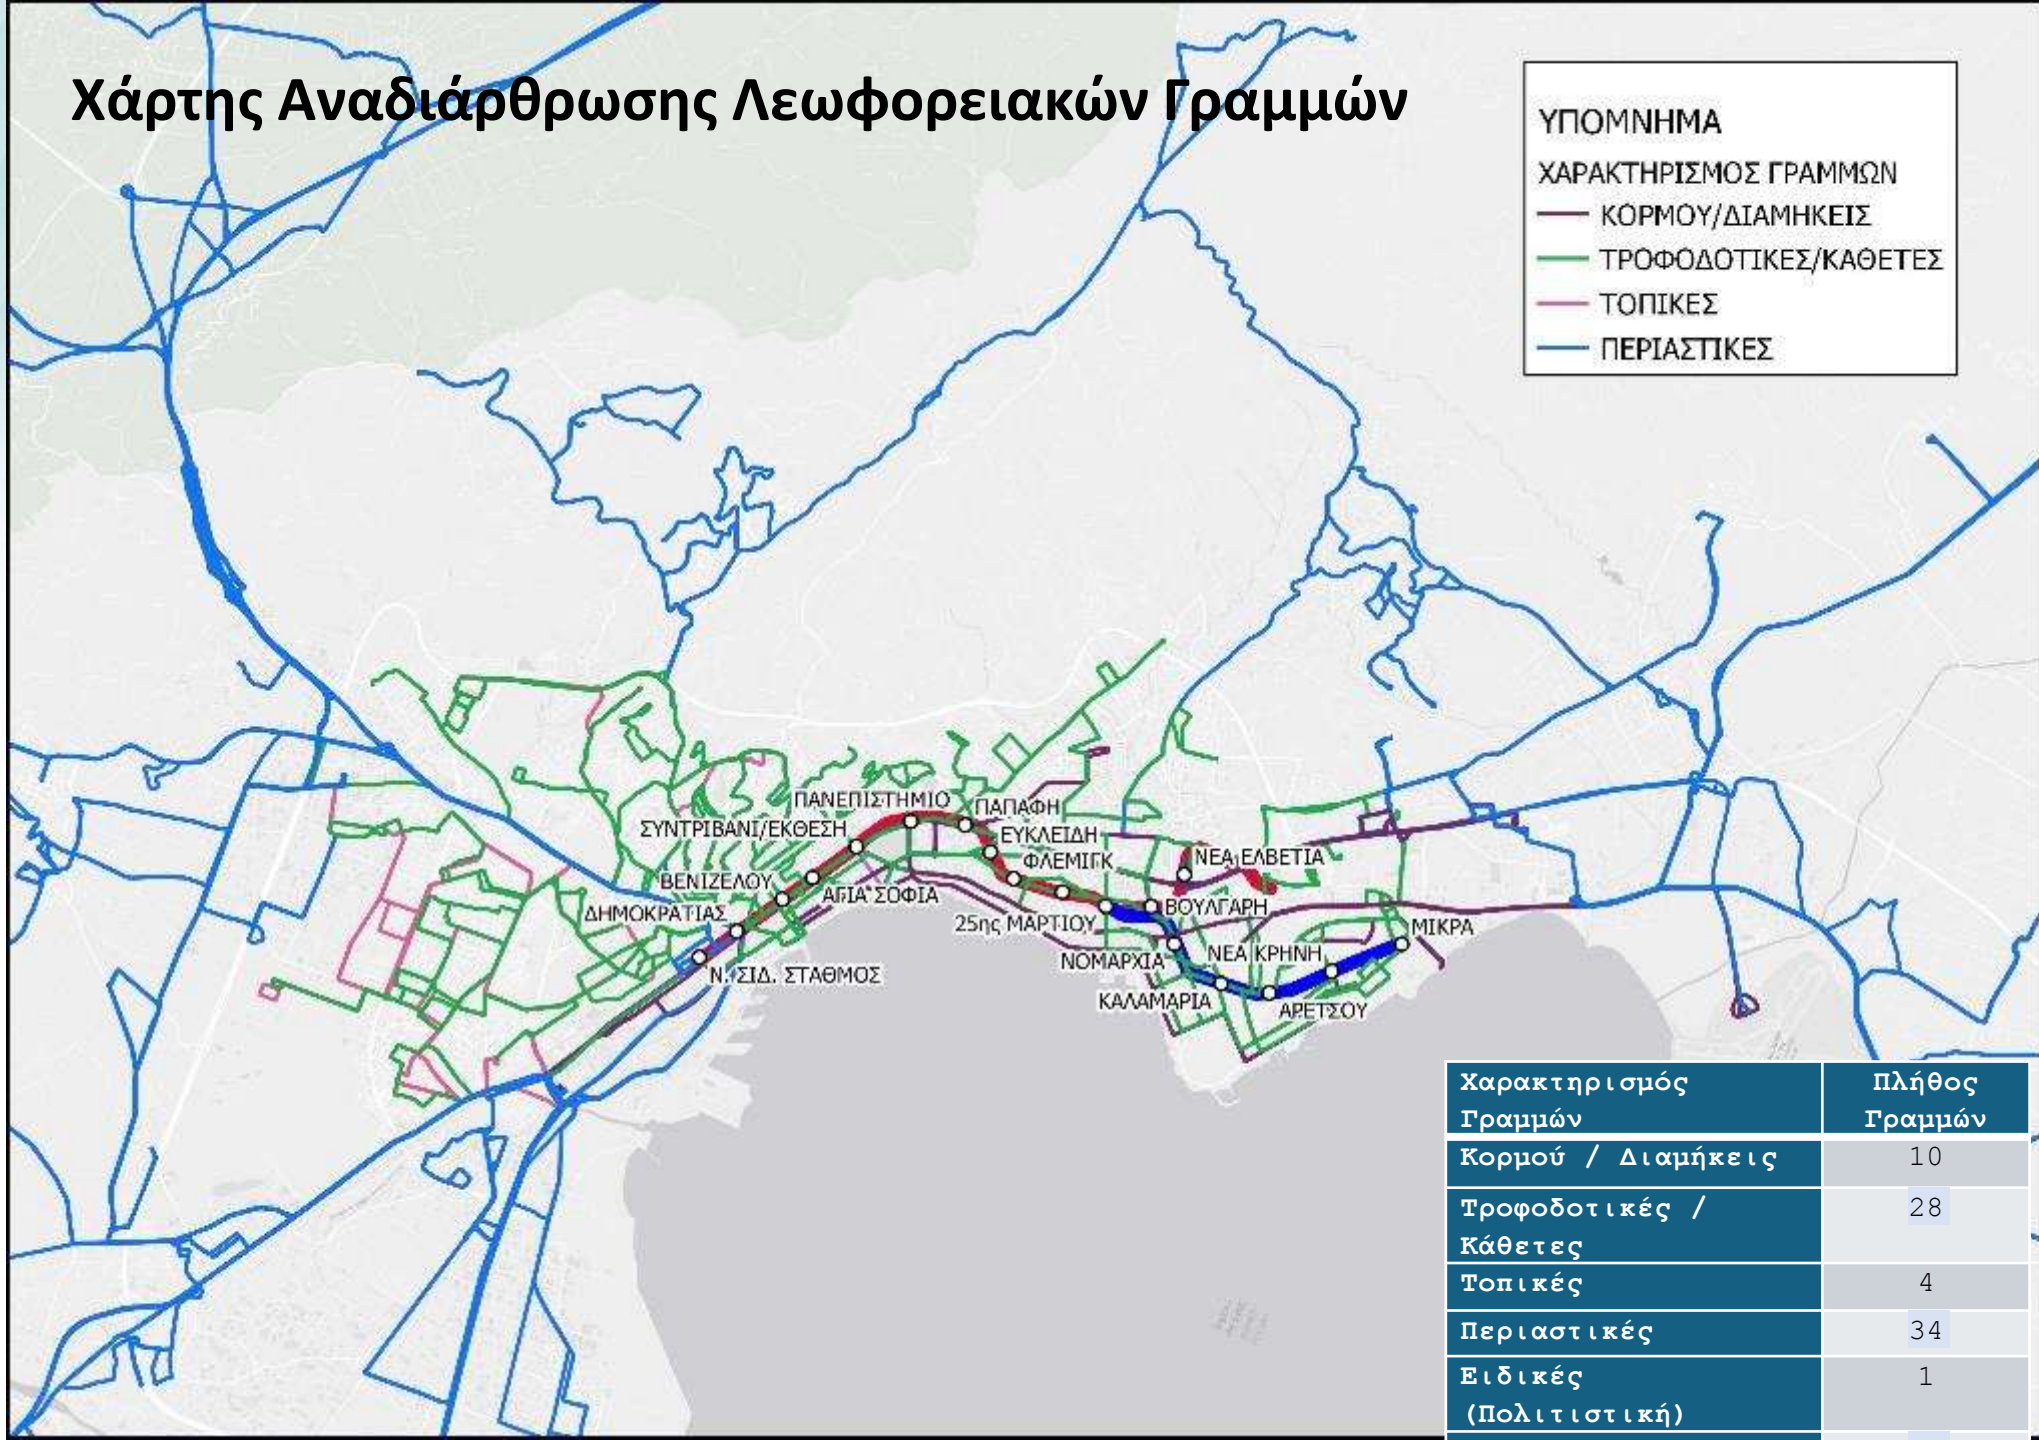 Χάρτης Αναδιάρθρωσης Λεωφορειακών Γραμμών
ΥΠΟΜΝΗΜΑ
ΧΑΡΑΚΤΗΡΙΣΜΟΣ ΓΡΑΜΜΩΝ
ΚΟΡΜΟΥ/ΔΙΑΜΗΚΕΙΣ
ΤΡΟΦΟΔΟΤΙΚΕΣ/ΚΑΘΕΤΕΣ
ΤΟΠΙΚΕΣ
ΠΕΡΙΑΣΤΙΚΕΣ
ΠΑΝΕΠΙΣΤΗΜΙΟ
ΠΑΠΑΦΗ
ΣΥΝΤΡΙΒΑΝΙ/ΕΚΘΕΣΗ
ΕΥΚΛΕΙΔΗ
ΦΛΕΜΙΓΚ
ΝΕΑ ΕΛΒΕΤΙΑ
ΒΕΝΙΖΕΛΟΥ
ΑΓΙΑ ΣΟΦΙΑ
ΔΗΜΟΚΡΑΤΙΑΣ
25ης ΜΑΡΤΙΟΥ
ΒΟΥΛΓΑΡΗ
ΜΙΚΡΑ
ΝΟΜΑΡΧΙΑ
ΝΕΑ ΚΡΗΝΗ
Ν. ΣΙΔ. ΣΤΑΘΜΟΣ
ΚΑΛΑΜΑΡΙΑ
ΑΡΕΤΣΟΥ
Χαρακτηρισμός Πλήθος
Γραμμών Γραμμών
Κορμού / Διαμήκεις 10
Τροφοδοτικές / 28
Κάθετες
Τοπικές 4
Περιαστικές 34
Ειδικές 1
(Πολιτιστική)